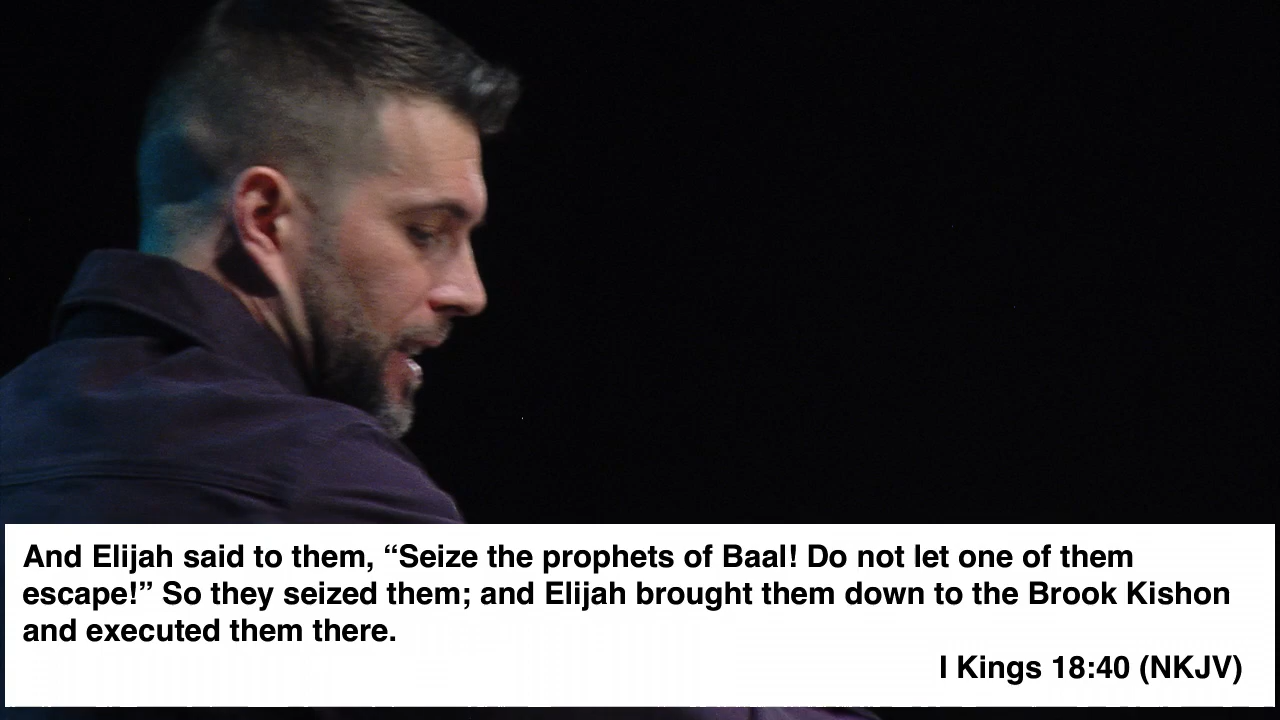 And Elijah said to them, “Seize the prophets of Baal! Do not let one of them
escape!” So they seized them; and Elijah brought them down to the Brook Kishon
and executed them there.
I Kings 18:40 (NKJV)